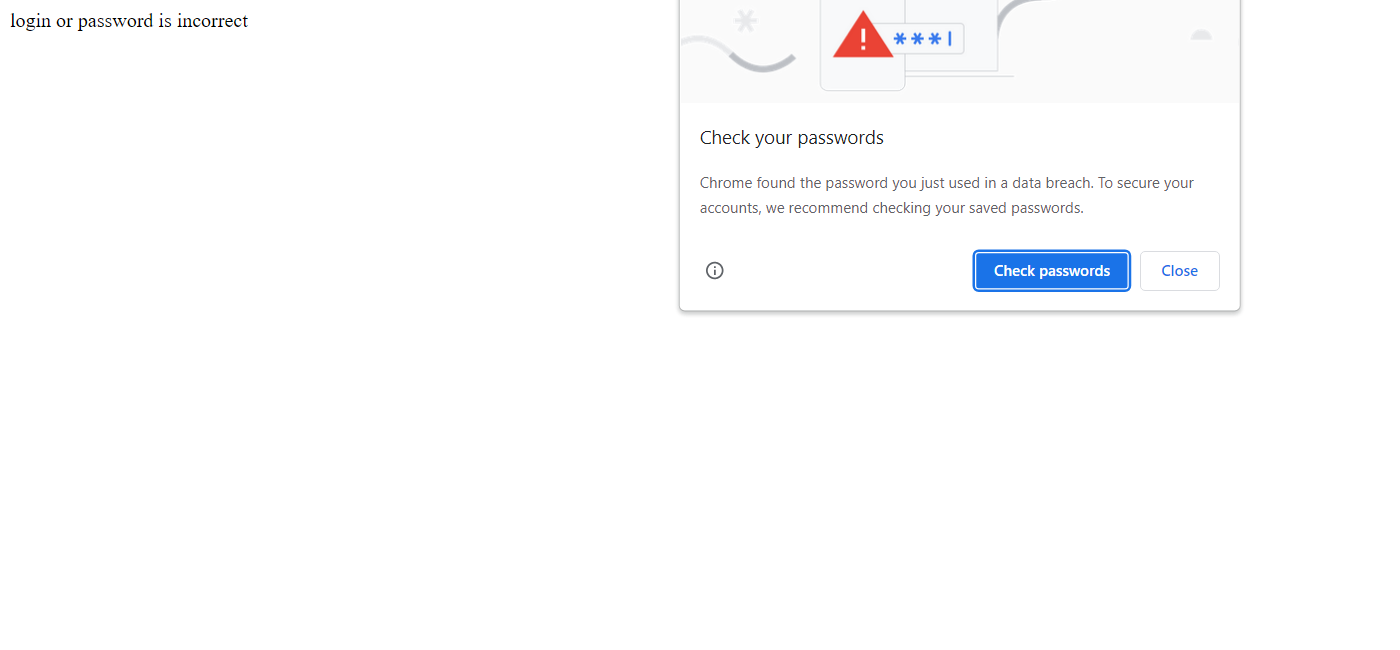 login or password is incorrect
***|
Check your passwords
Chrome found the password you just used in a data breach. To secure your
accounts, we recommend checking your saved passwords.
Check passwords
Close